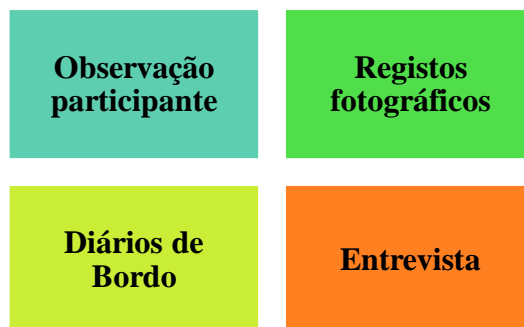 Observação
participante
Registos
fotográficos
Diários de
Bordo
Entrevista